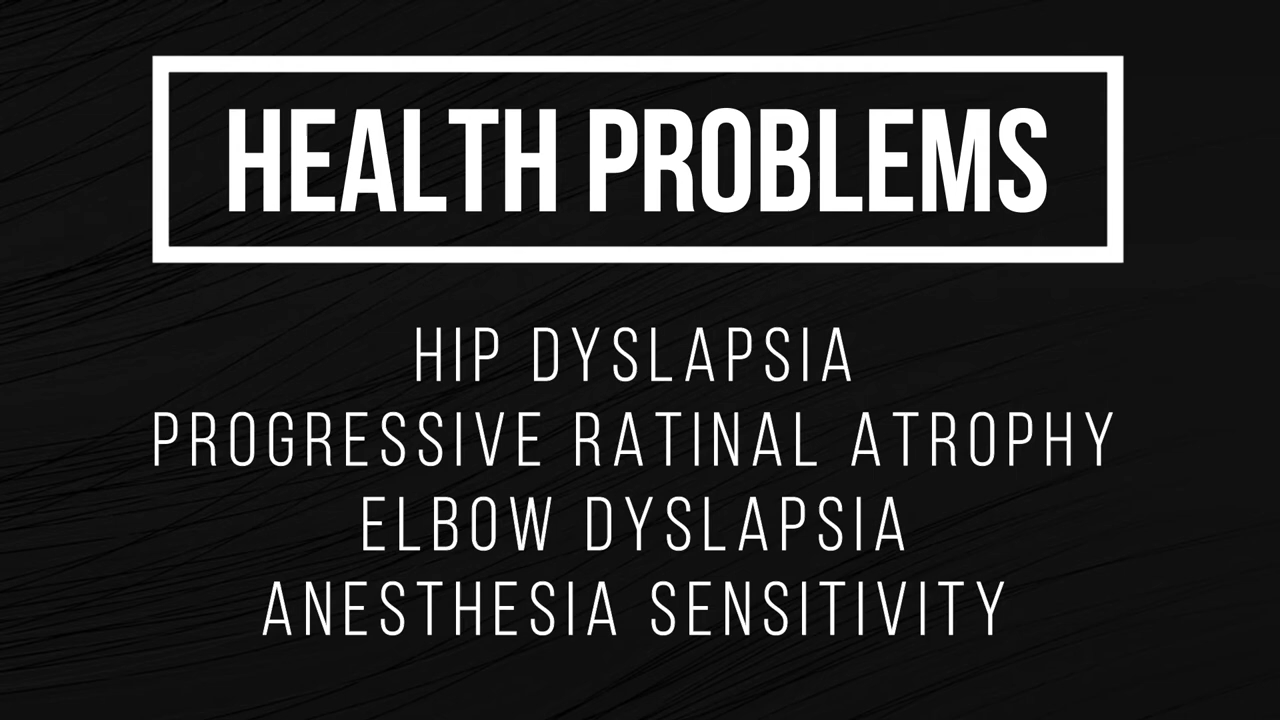 HEALTH PROBLEMS
HIP DYSLAPSIA
PROGRESSIVE RATINAL ATROPHY
ELBOW DYSLAPSIA
ANESTHESIA SENSITIVITY